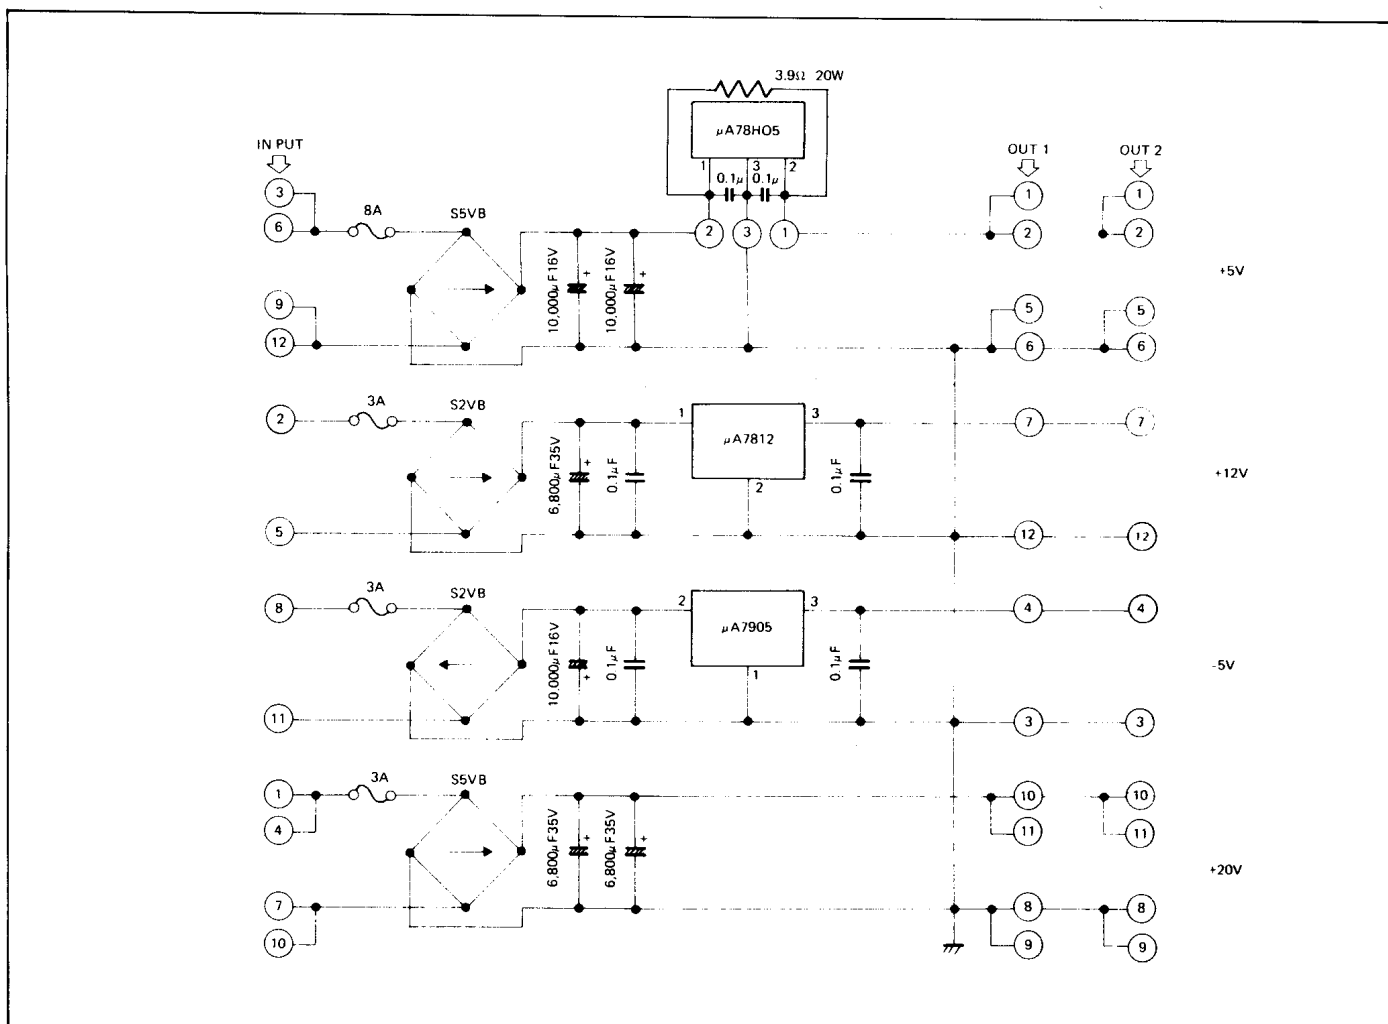 3.9Ω 20W
μA78HO5
1 3 2
0.1μ 0.1μ
IN PUT
OUT 1 OUT 2
3
8A S5VB
6
2 3 1
1 1
2 2
10,000μF16V + 10,000μF16V +
+5V
9
12
5 5
6 6
3A S2VB
2
1 μA7812 3
2
7 7
6,800μF35V + 0.1μF
0.1μF
+12V
5
12 12
3A S2VB
8
2 μA7905 3
1
4 4
10,000μF16V + 0.1μF
0.1μF
-5V
11
3 3
3A S5VB
1
4
10 10
11 11
6,800μF35V + 6,800μF35V +
+20V
7
10
8 8
9 9